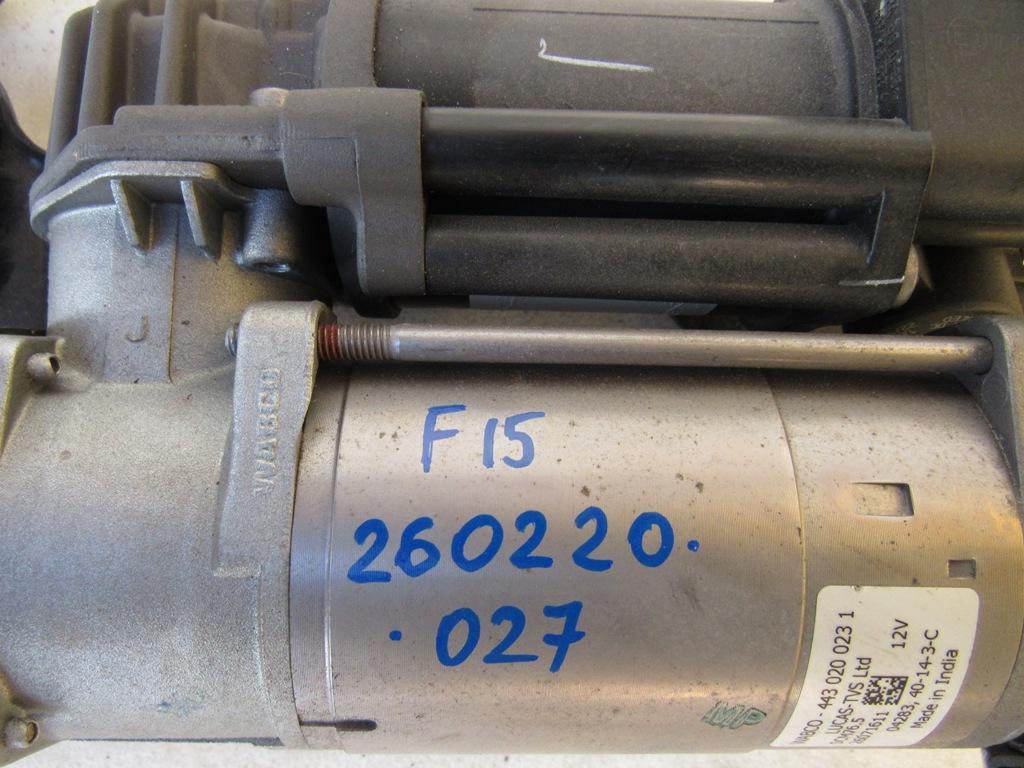 J
WABCO
F 15
260220.
.027
WABCO - 443 020 023 1
LUCAS-TVS Ltd 12V
04283, 40-14-3-C
Made in India